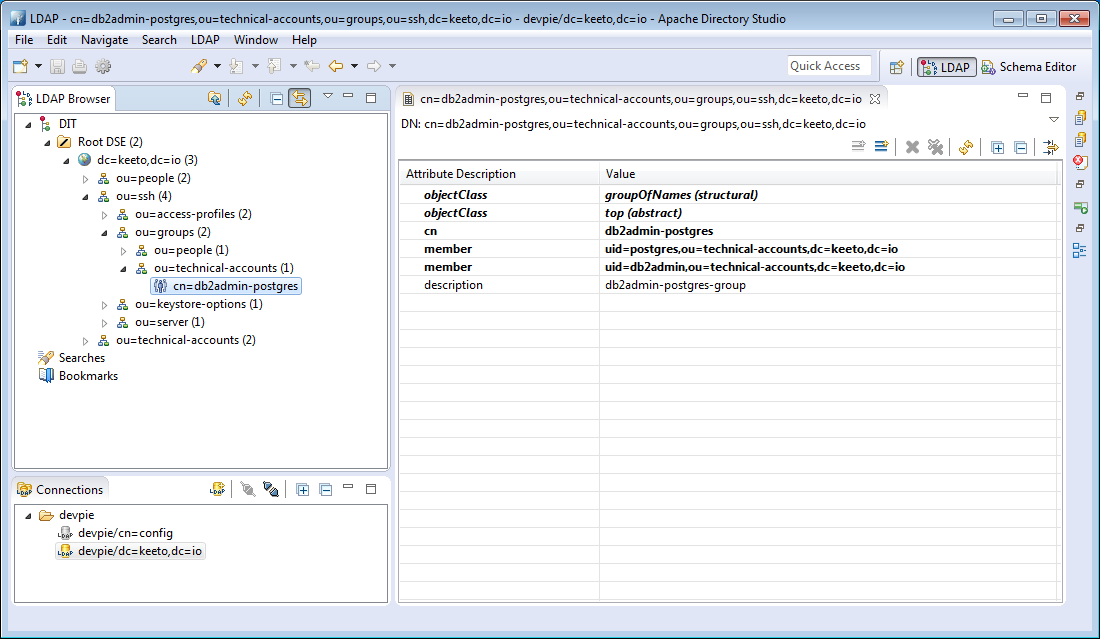 LDAP - cn=db2admin-postgres,ou=technical-accounts,ou=groups,ou=ssh,dc=keeto,dc=io - devpie/dc=keeto,dc=io - Apache Directory Studio
File Edit Navigate Search LDAP Window Help
Quick Access LDAP Schema Editor
LDAP Browser
DIT
Root DSE (2)
dc=keeto,dc=io (3)
ou=people (2)
ou=ssh (4)
ou=access-profiles (2)
ou=groups (2)
ou=people (1)
ou=technical-accounts (1)
cn=db2admin-postgres
ou=keystore-options (1)
ou=server (1)
ou=technical-accounts (2)
Searches
Bookmarks
Connections
devpie
devpie/cn=config
devpie/dc=keeto,dc=io
cn=db2admin-postgres,ou=technical-accounts,ou=groups,ou=ssh,dc=keeto,dc=io
DN: cn=db2admin-postgres,ou=technical-accounts,ou=groups,ou=ssh,dc=keeto,dc=io
Attribute Description Value
objectClass groupOfNames (structural)
objectClass top (abstract)
cn db2admin-postgres
member uid=postgres,ou=technical-accounts,dc=keeto,dc=io
member uid=db2admin,ou=technical-accounts,dc=keeto,dc=io
description db2admin-postgres-group